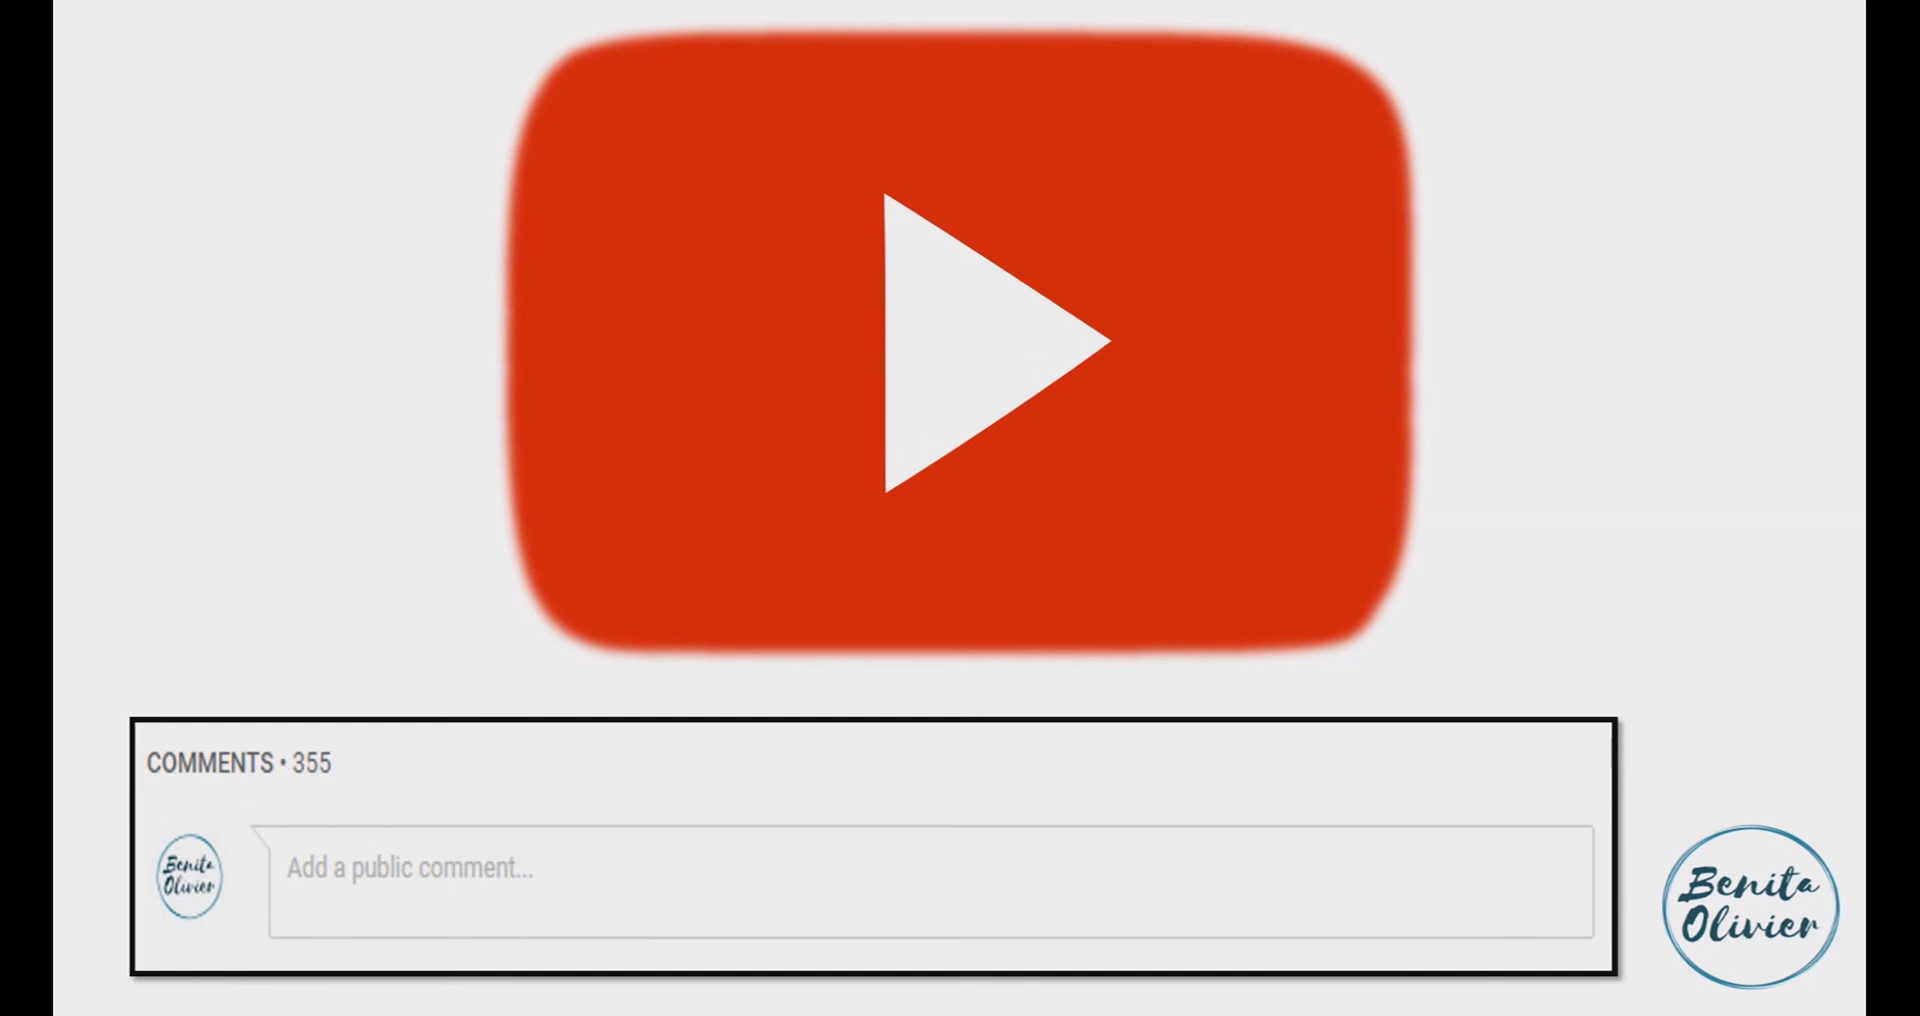 COMMENTS • 355
Benita
Olivier
Add a public comment...
Benita
Olivier